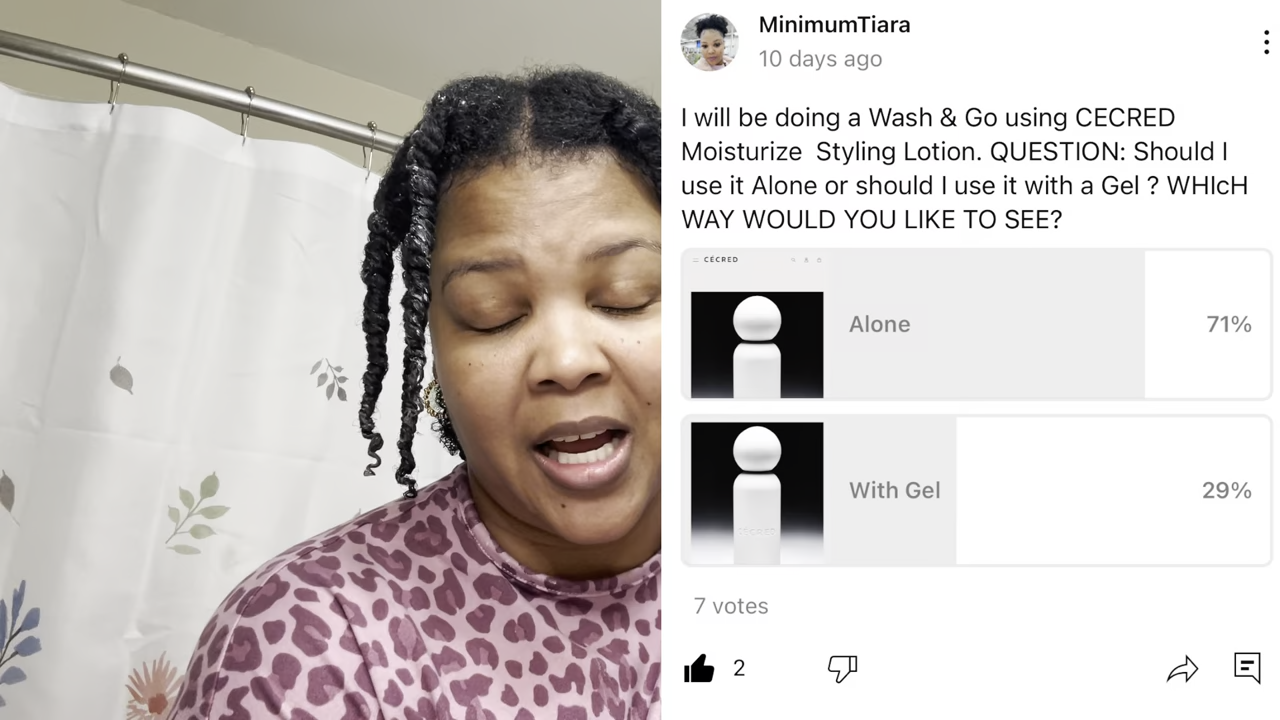 MinimumTiara
10 days ago
I will be doing a Wash & Go using CECRED
Moisturize  Styling Lotion. QUESTION: Should I
use it Alone or should I use it with a Gel ? WHIcH
WAY WOULD YOU LIKE TO SEE?
CÉCRED
Alone
71%
CECRED
With Gel
29%
7 votes
2